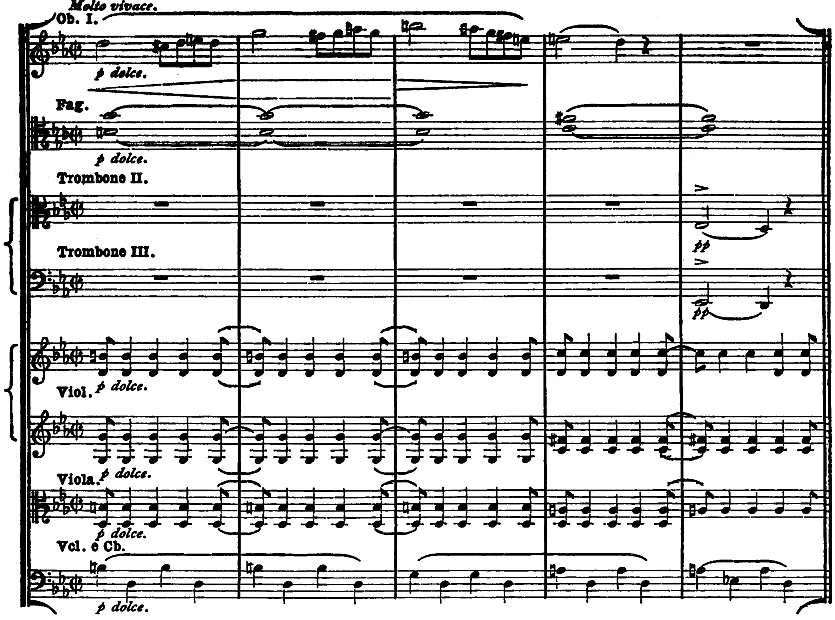 Molto vivace.
Ob. I.
p dolce.
Fag.
p dolce.
Trombone II.
pp
Trombone III.
pp
p dolce.
Viol.
p dolce.
Viola.
p dolce.
Vcl. e Cb.
p dolce.